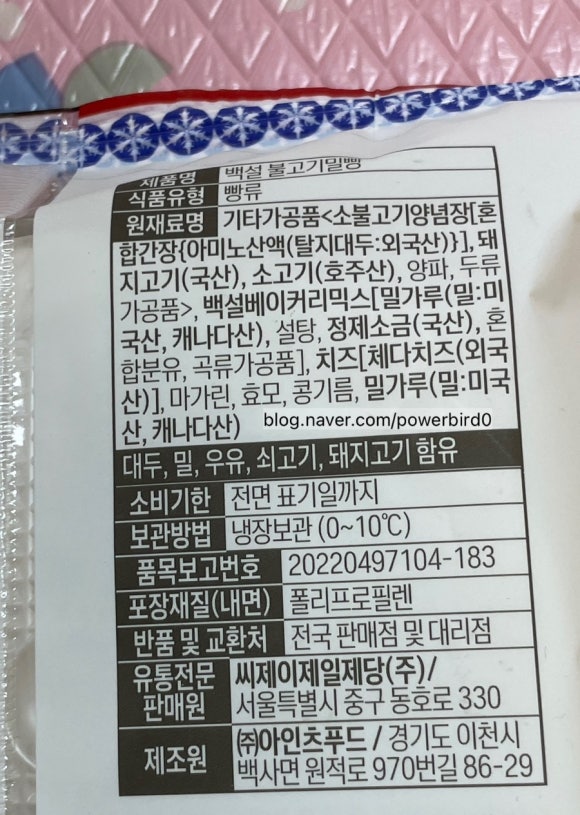 제품명 백설 불고기밀빵
식품유형 빵류
원재료명 기타가공품<소불고기양념장[혼
합간장{아미노산액(탈지대두:외국산)}], 돼
지고기(국산), 소고기(호주산), 양파, 두류
가공품>, 백설베이커리믹스[밀가루(밀:미
국산, 캐나다산), 설탕, 정제소금(국산), 혼
합분유, 곡류가공품], 치즈[체다치즈(외국
산)], 마가린, 효모, 콩기름, 밀가루(밀:미국
산, 캐나다산) blog.naver.com/powerbird0
대두, 밀, 우유, 쇠고기, 돼지고기 함유
소비기한 전면 표기일까지
보관방법 냉장보관 (0~10℃)
품목보고번호 20220497104-183
포장재질(내면) 폴리프로필렌
반품 및 교환처 전국 판매점 및 대리점
유통전문 씨제이제일제당(주)/
판매원 서울특별시 중구 동호로 330
제조원 ㈜아인츠푸드 / 경기도 이천시
백사면 원적로 970번길 86-29